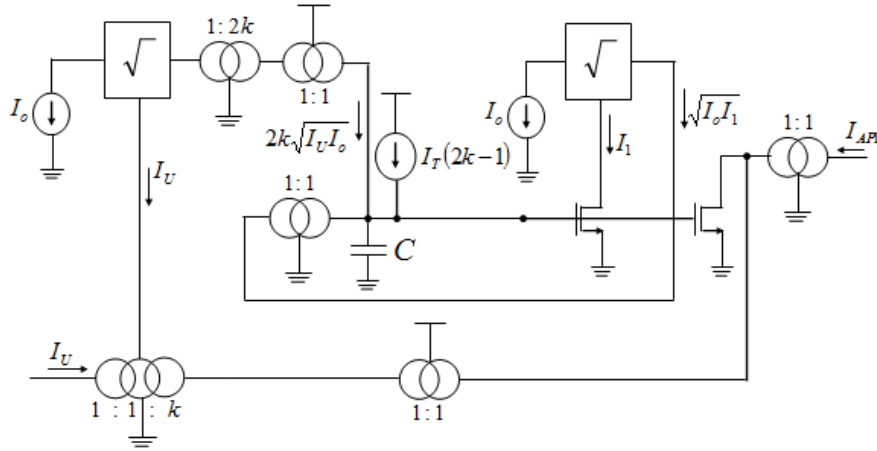 1:2k
√
√
1:1
I_o
2k√I_U I_o
I_T(2k−1)
I_o
I_1
√I_o I_1
1:1
I_AP
I_U
1:1
C
I_U
1 : 1 : k
1:1